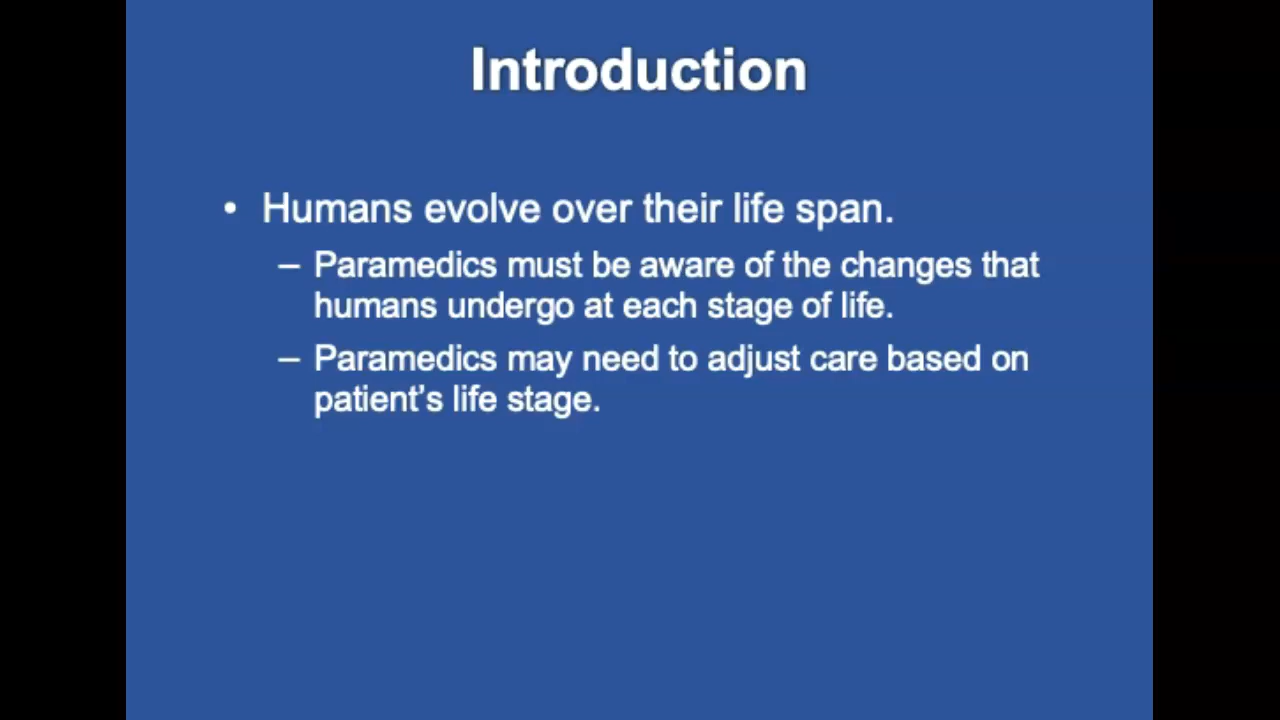 Introduction
• Humans evolve over their life span.
– Paramedics must be aware of the changes that
humans undergo at each stage of life.
– Paramedics may need to adjust care based on
patient’s life stage.